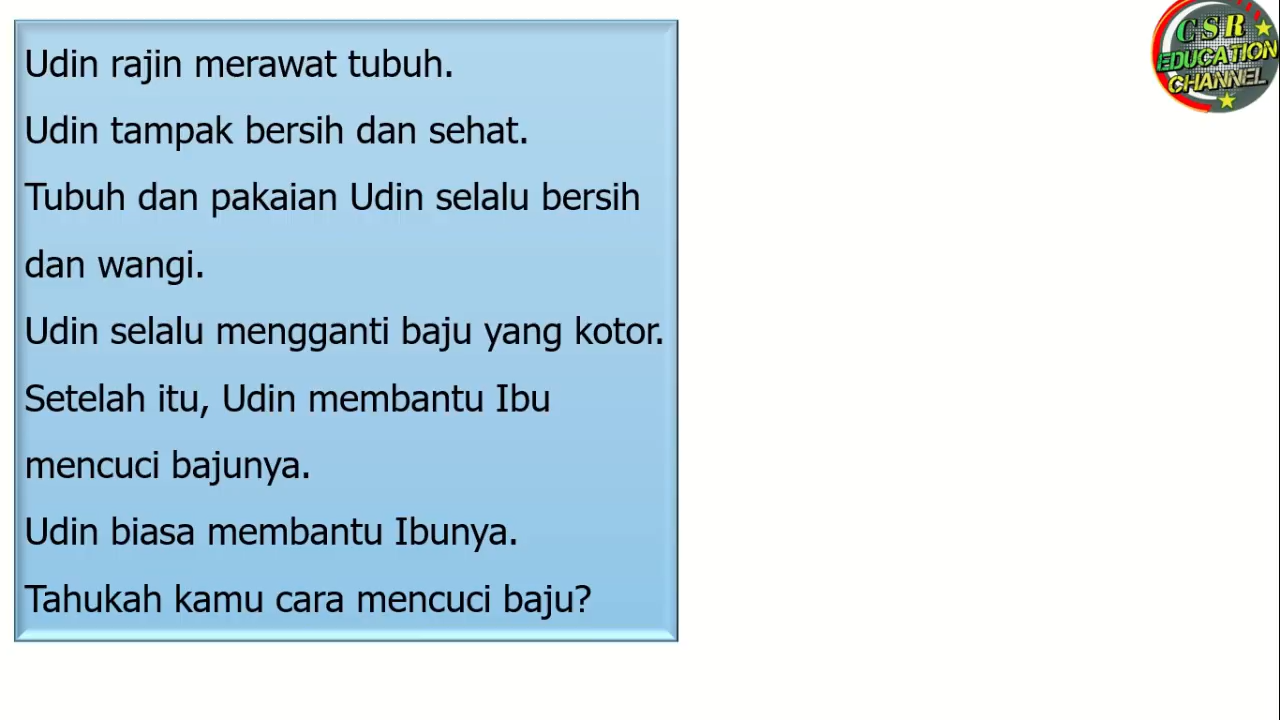 Udin rajin merawat tubuh.
Udin tampak bersih dan sehat.
Tubuh dan pakaian Udin selalu bersih
dan wangi.
Udin selalu mengganti baju yang kotor.
Setelah itu, Udin membantu Ibu
mencuci bajunya.
Udin biasa membantu Ibunya.
Tahukah kamu cara mencuci baju?
CSR
EDUCATION
CHANNEL